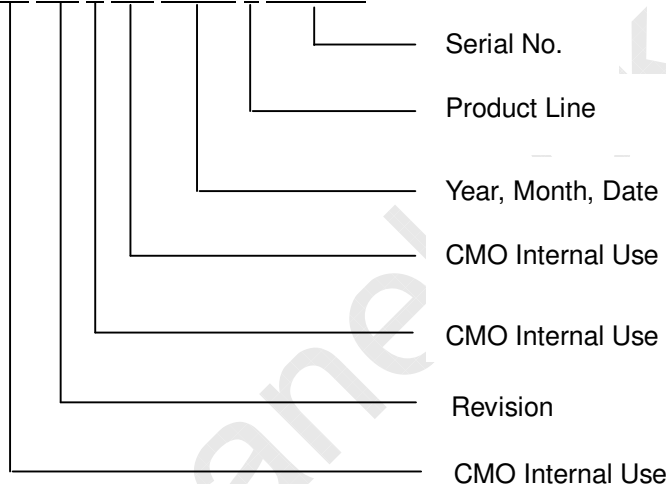 Serial No.
Product Line
Year, Month, Date
CMO Internal Use
CMO Internal Use
Revision
CMO Internal Use